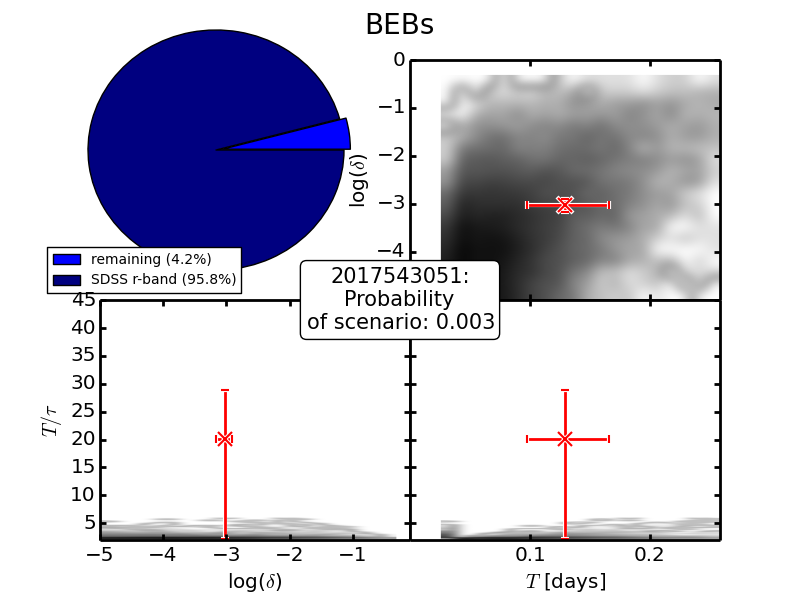 BEBs
remaining (4.2%)
SDSS r-band (95.8%)
0
−1
−2
−3
−4
log(δ)
2017543051:
Probability
of scenario: 0.003
45
40
35
30
25
20
15
10
5
T/τ
−5 −4 −3 −2 −1
log(δ)
0.1 0.2
T [days]